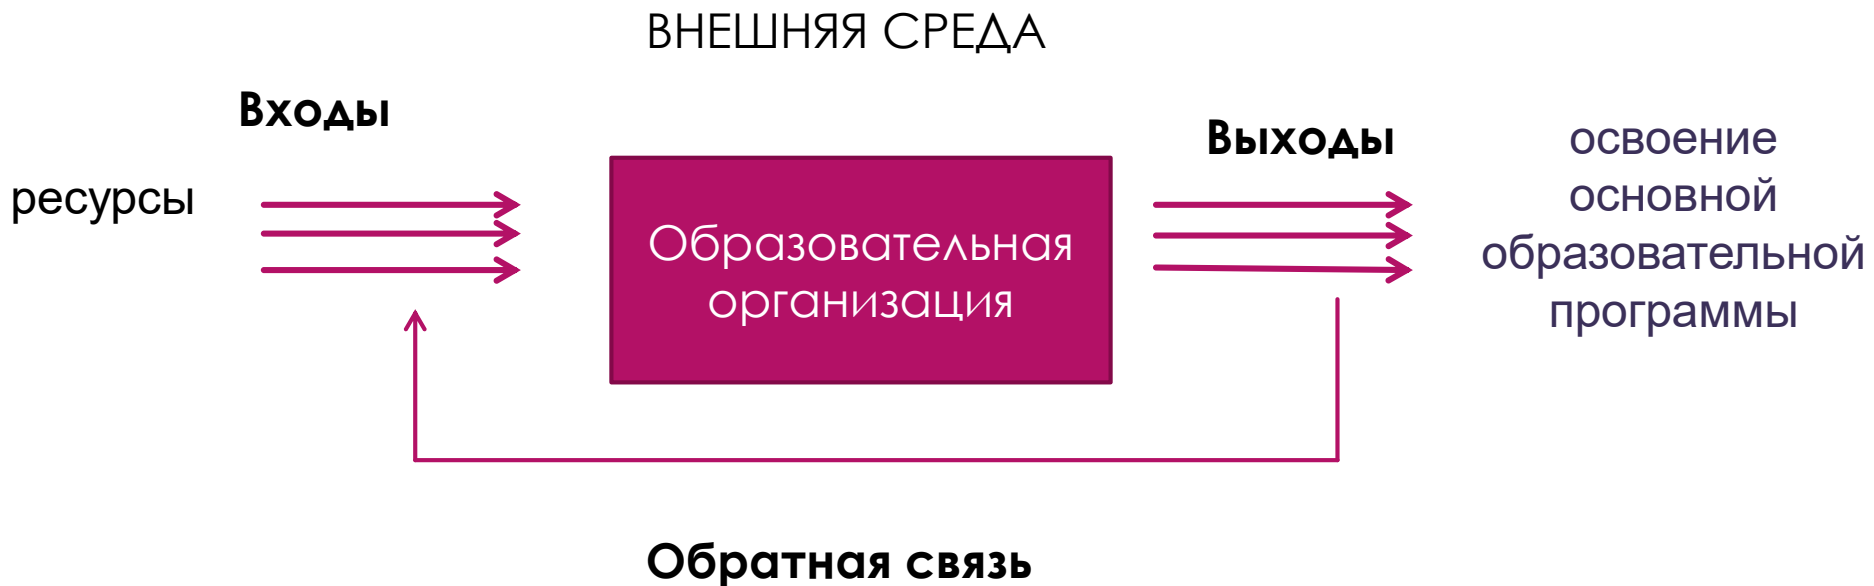 ВНЕШНЯЯ СРЕДА
Входы
Выходы
ресурсы
Образовательная
организация
освоение
основной
образовательной
программы
Обратная связь